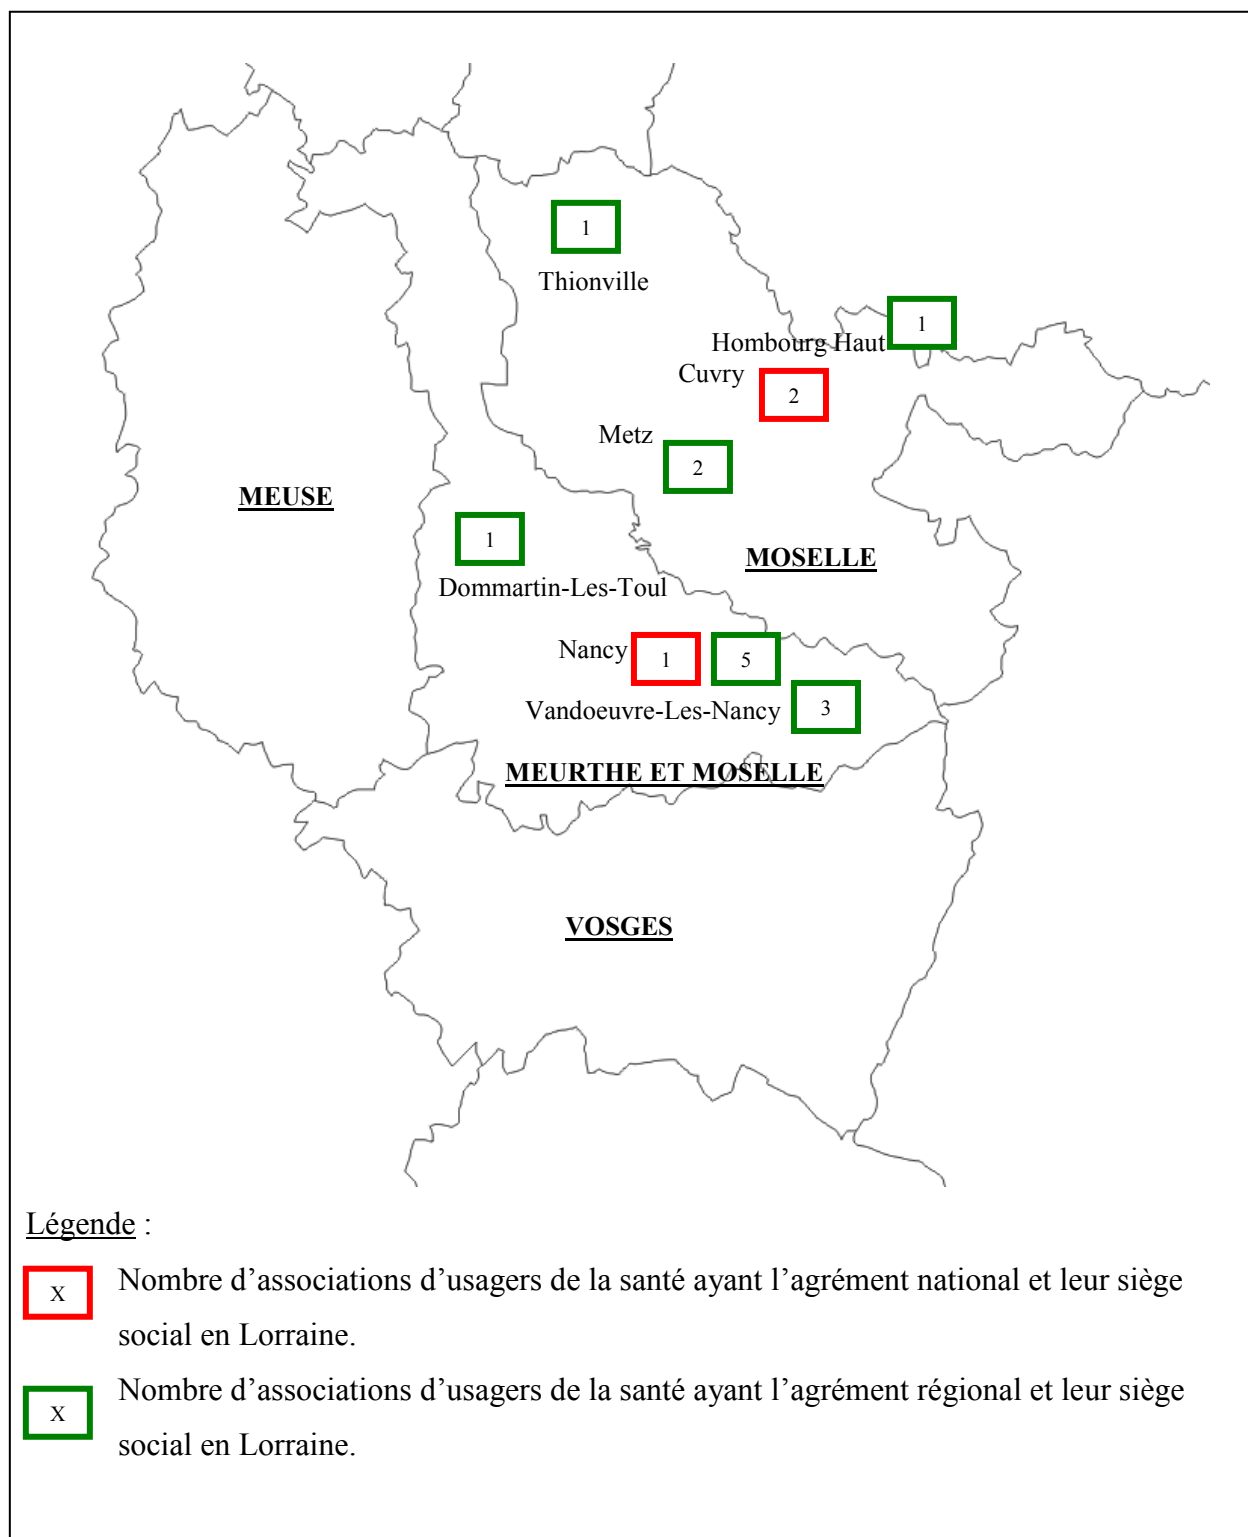 1
Thionville
1
Hombourg Haut
Cuvry
2
Metz
2
MEUSE
1
MOSELLE
Dommartin-Les-Toul
Nancy
1
5
Vandoeuvre-Les-Nancy
3
MEURTHE ET MOSELLE
VOSGES
Légende :
X
Nombre d’associations d’usagers de la santé ayant l’agrément national et leur siège
social en Lorraine.
X
Nombre d’associations d’usagers de la santé ayant l’agrément régional et leur siège
social en Lorraine.